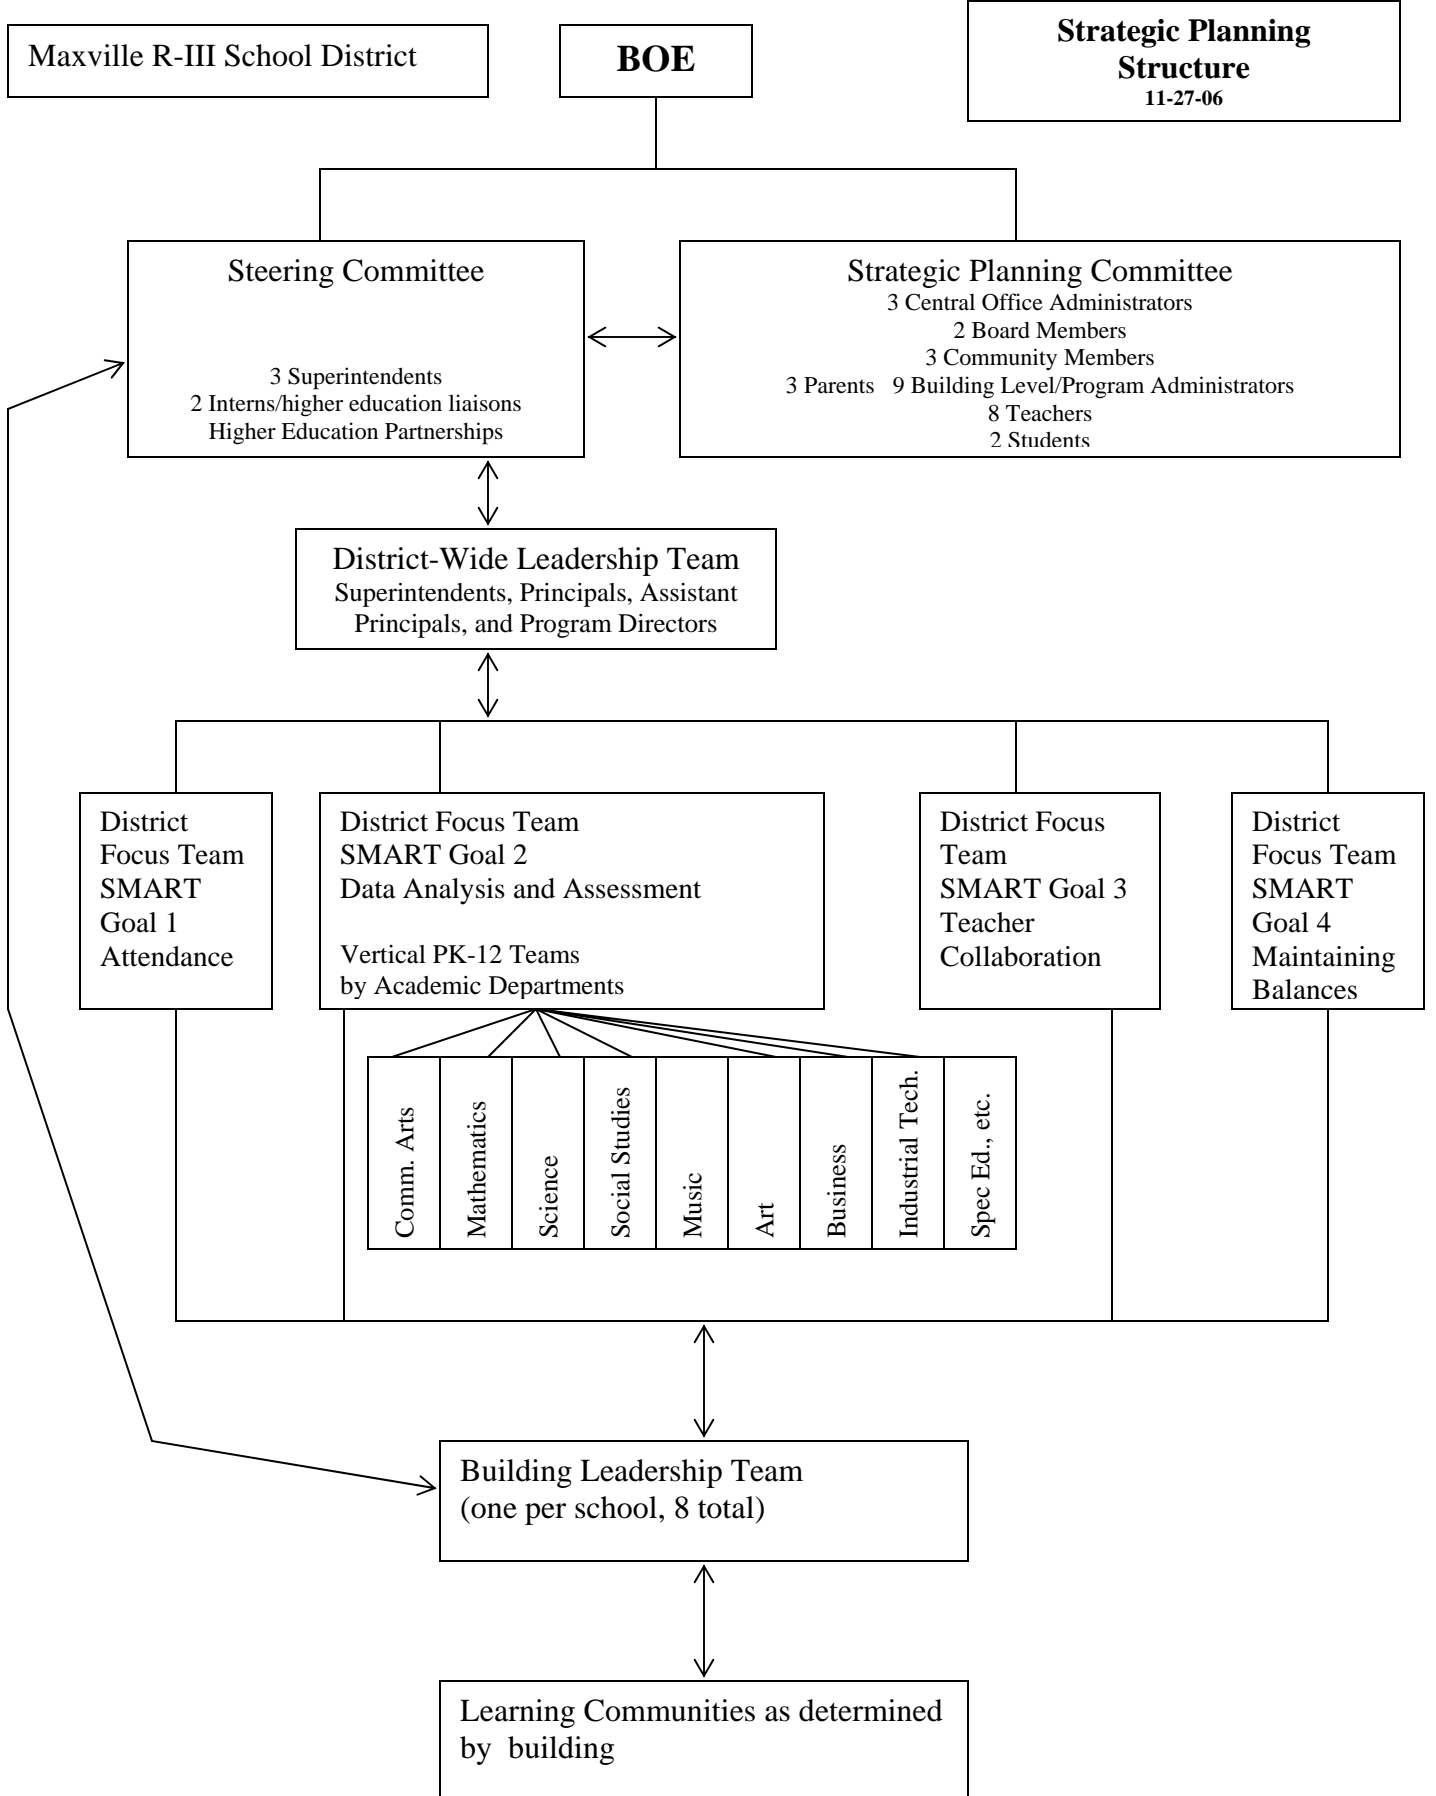 Maxville R-III School District
BOE
Strategic Planning
Structure
11-27-06
Steering Committee
3 Superintendents
2 Interns/higher education liaisons
Higher Education Partnerships
Strategic Planning Committee
3 Central Office Administrators
2 Board Members
3 Community Members
3 Parents   9 Building Level/Program Administrators
8 Teachers
2 Students
District-Wide Leadership Team
Superintendents, Principals, Assistant
Principals, and Program Directors
District
Focus Team
SMART
Goal 1
Attendance
District Focus Team
SMART Goal 2
Data Analysis and Assessment
Vertical PK-12 Teams
by Academic Departments
District Focus
Team
SMART Goal 3
Teacher
Collaboration
District
Focus Team
SMART
Goal 4
Maintaining
Balances
Comm. Arts
Mathematics
Science
Social Studies
Music
Art
Business
Industrial Tech.
Spec Ed., etc.
Building Leadership Team
(one per school, 8 total)
Learning Communities as determined
by  building